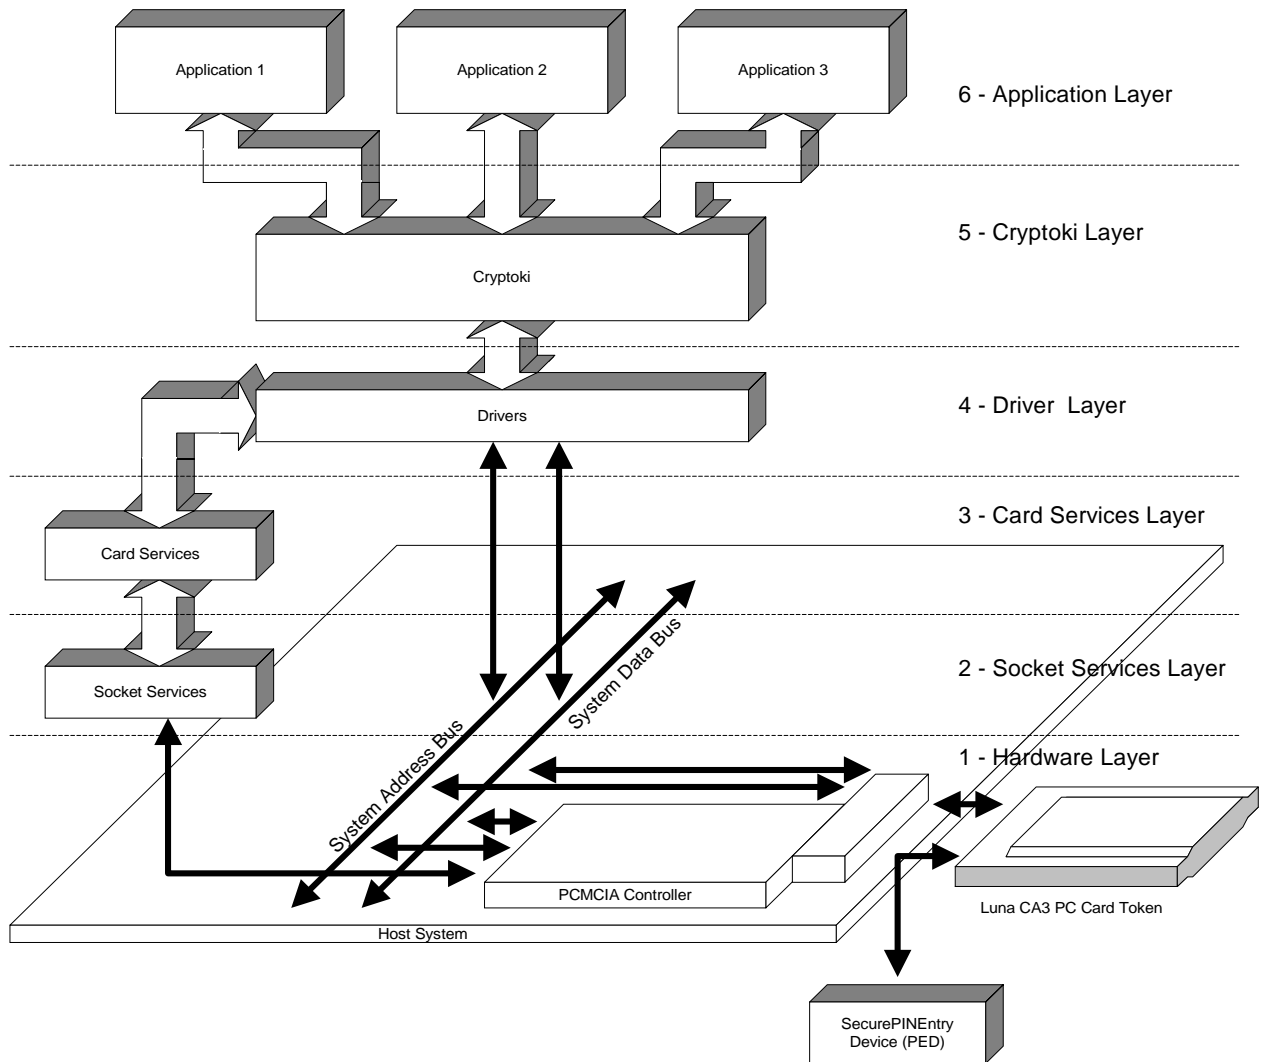 Application 1
Application 2
Application 3
6 - Application Layer
5 - Cryptoki Layer
Cryptoki
4 - Driver  Layer
Drivers
3 - Card Services Layer
Card Services
2 - Socket Services Layer
Socket Services
System Address Bus
System Data Bus
1 - Hardware Layer
PCMCIA Controller
Luna CA3 PC Card Token
Host System
SecurePINEntry
Device (PED)